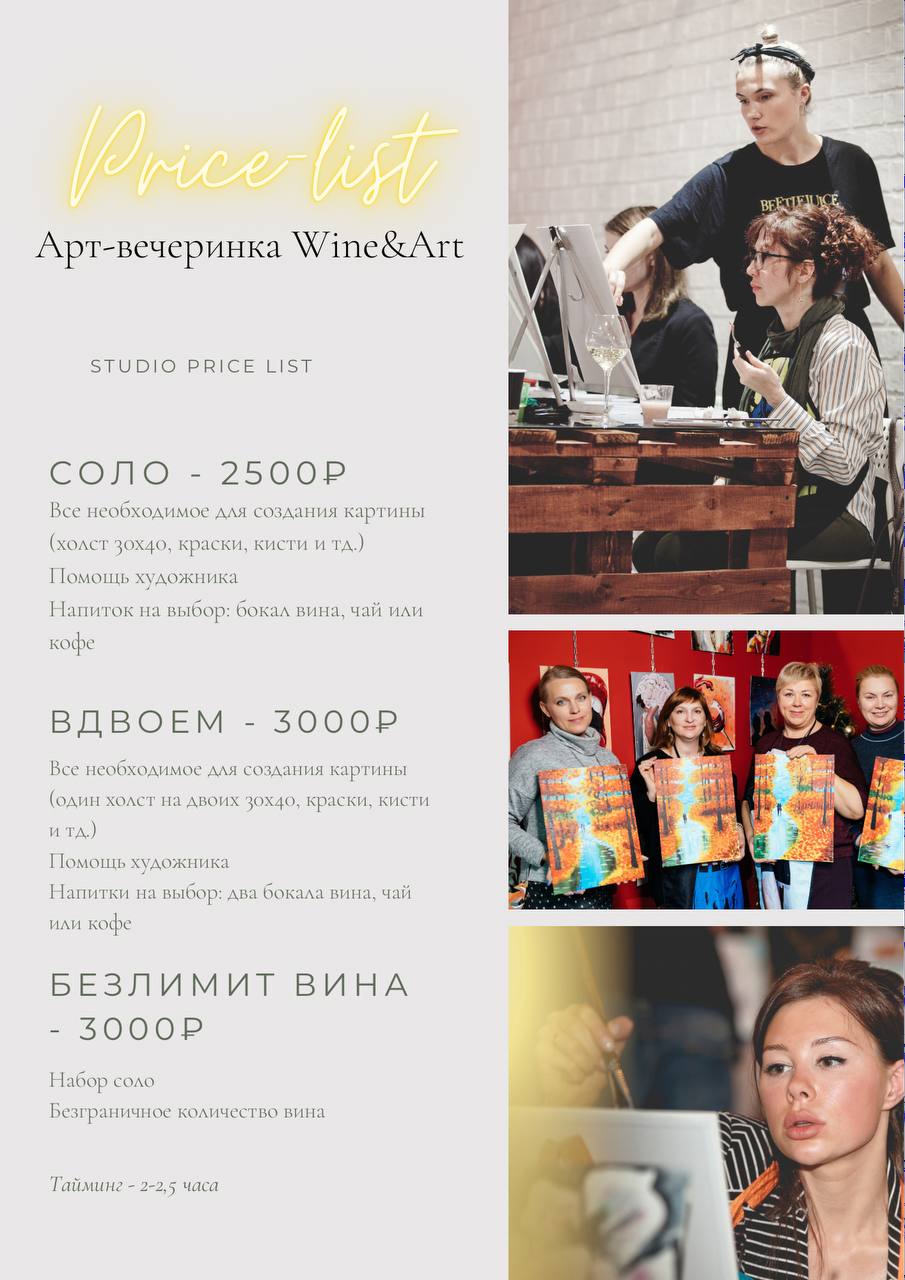 Price-list
Арт-вечеринка Wine&Art
STUDIO PRICE LIST
СОЛО - 2500₽
Все необходимое для создания картины
(холст 30х40, краски, кисти и тд.)
Помощь художника
Напиток на выбор: бокал вина, чай или
кофе
ВДВОЕМ - 3000₽
Все необходимое для создания картины
(один холст на двоих 30х40, краски, кисти
и тд.)
Помощь художника
Напитки на выбор: два бокала вина, чай
или кофе
БЕЗЛИМИТ ВИНА
- 3000₽
Набор соло
Безграничное количество вина
Тайминг - 2-2,5 часа
BEETLEJUICE